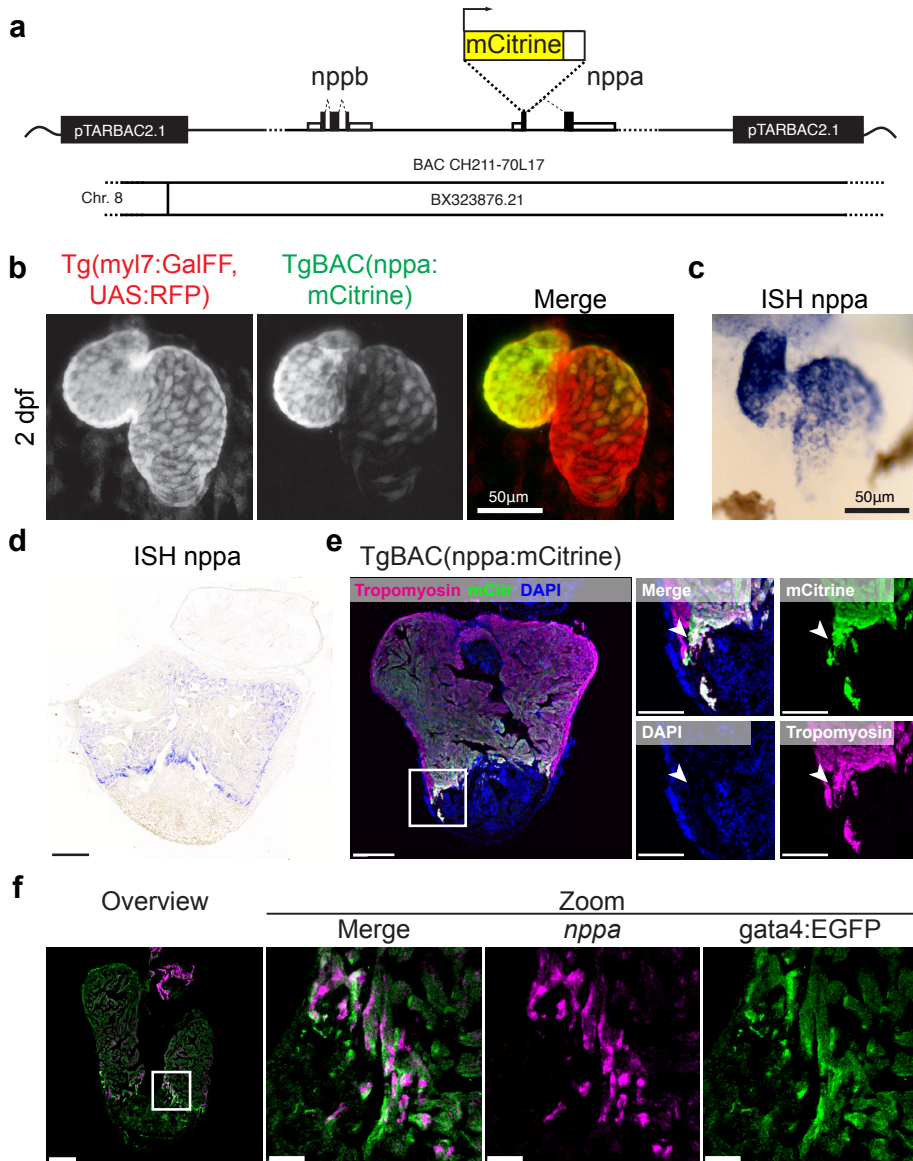 a
mCitrine
nppb
nppa
pTARBAC2.1
pTARBAC2.1
BAC CH211-70L17
Chr. 8
BX323876.21
b
Tg(myl7:GalFF,
UAS:RFP)
TgBAC(nppa:
mCitrine)
Merge
2 dpf
50µm
c
ISH nppa
50µm
d
ISH nppa
e
TgBAC(nppa:mCitrine)
Tropomyosin mCitr DAPI
Merge
mCitrine
DAPI
Tropomyosin
f
Overview
Zoom
Merge
nppa
gata4:EGFP